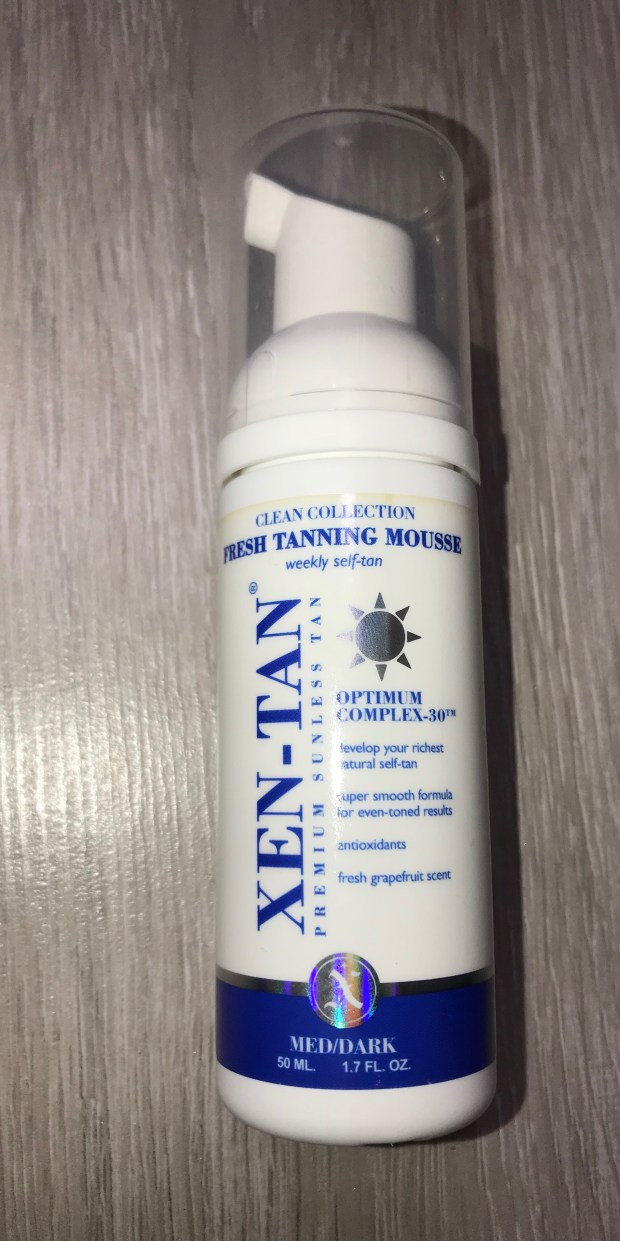 CLEAN COLLECTION
FRESH TANNING MOUSSE
weekly self-tan
XEN-TAN®
PREMIUM SUNLESS TAN
OPTIMUM
COMPLEX-30™
develop your richest
natural self-tan
super smooth formula
for even-toned results
antioxidants
fresh grapefruit scent
X
MED/DARK
50 ML. 1.7 FL. OZ.